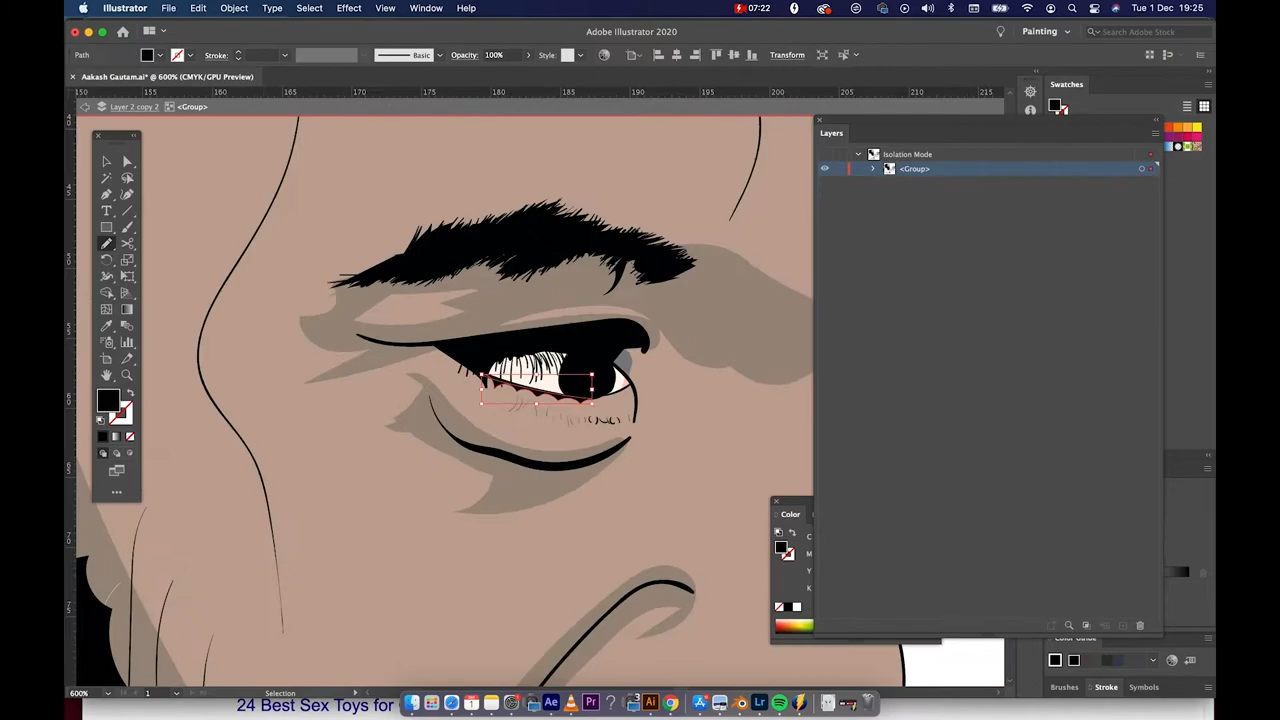 Illustrator File Edit Object Type Select Effect View Window Help 07:22 Tue 1 Dec 19:25
Adobe Illustrator 2020 Painting Search Adobe Stock
Path Stroke: Basic Opacity: 100% Style: Transform
Aakash Gautam.ai* @ 600% (CMYK/GPU Preview) Swatches
150 165 170 175 180 185 190 195 200 205 210 215
Layer 2 copy 2 <Group>
Layers
Isolation Mode
<Group>
Color
C
M
Y
K
Color Guide
Brushes Stroke Symbols
600% 1 Selection
24 Best Sex Toys for